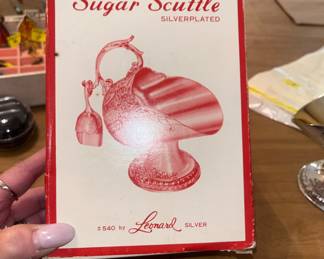 Sugar Scuttle
SILVERPLATED
#540 by Leonard SILVER